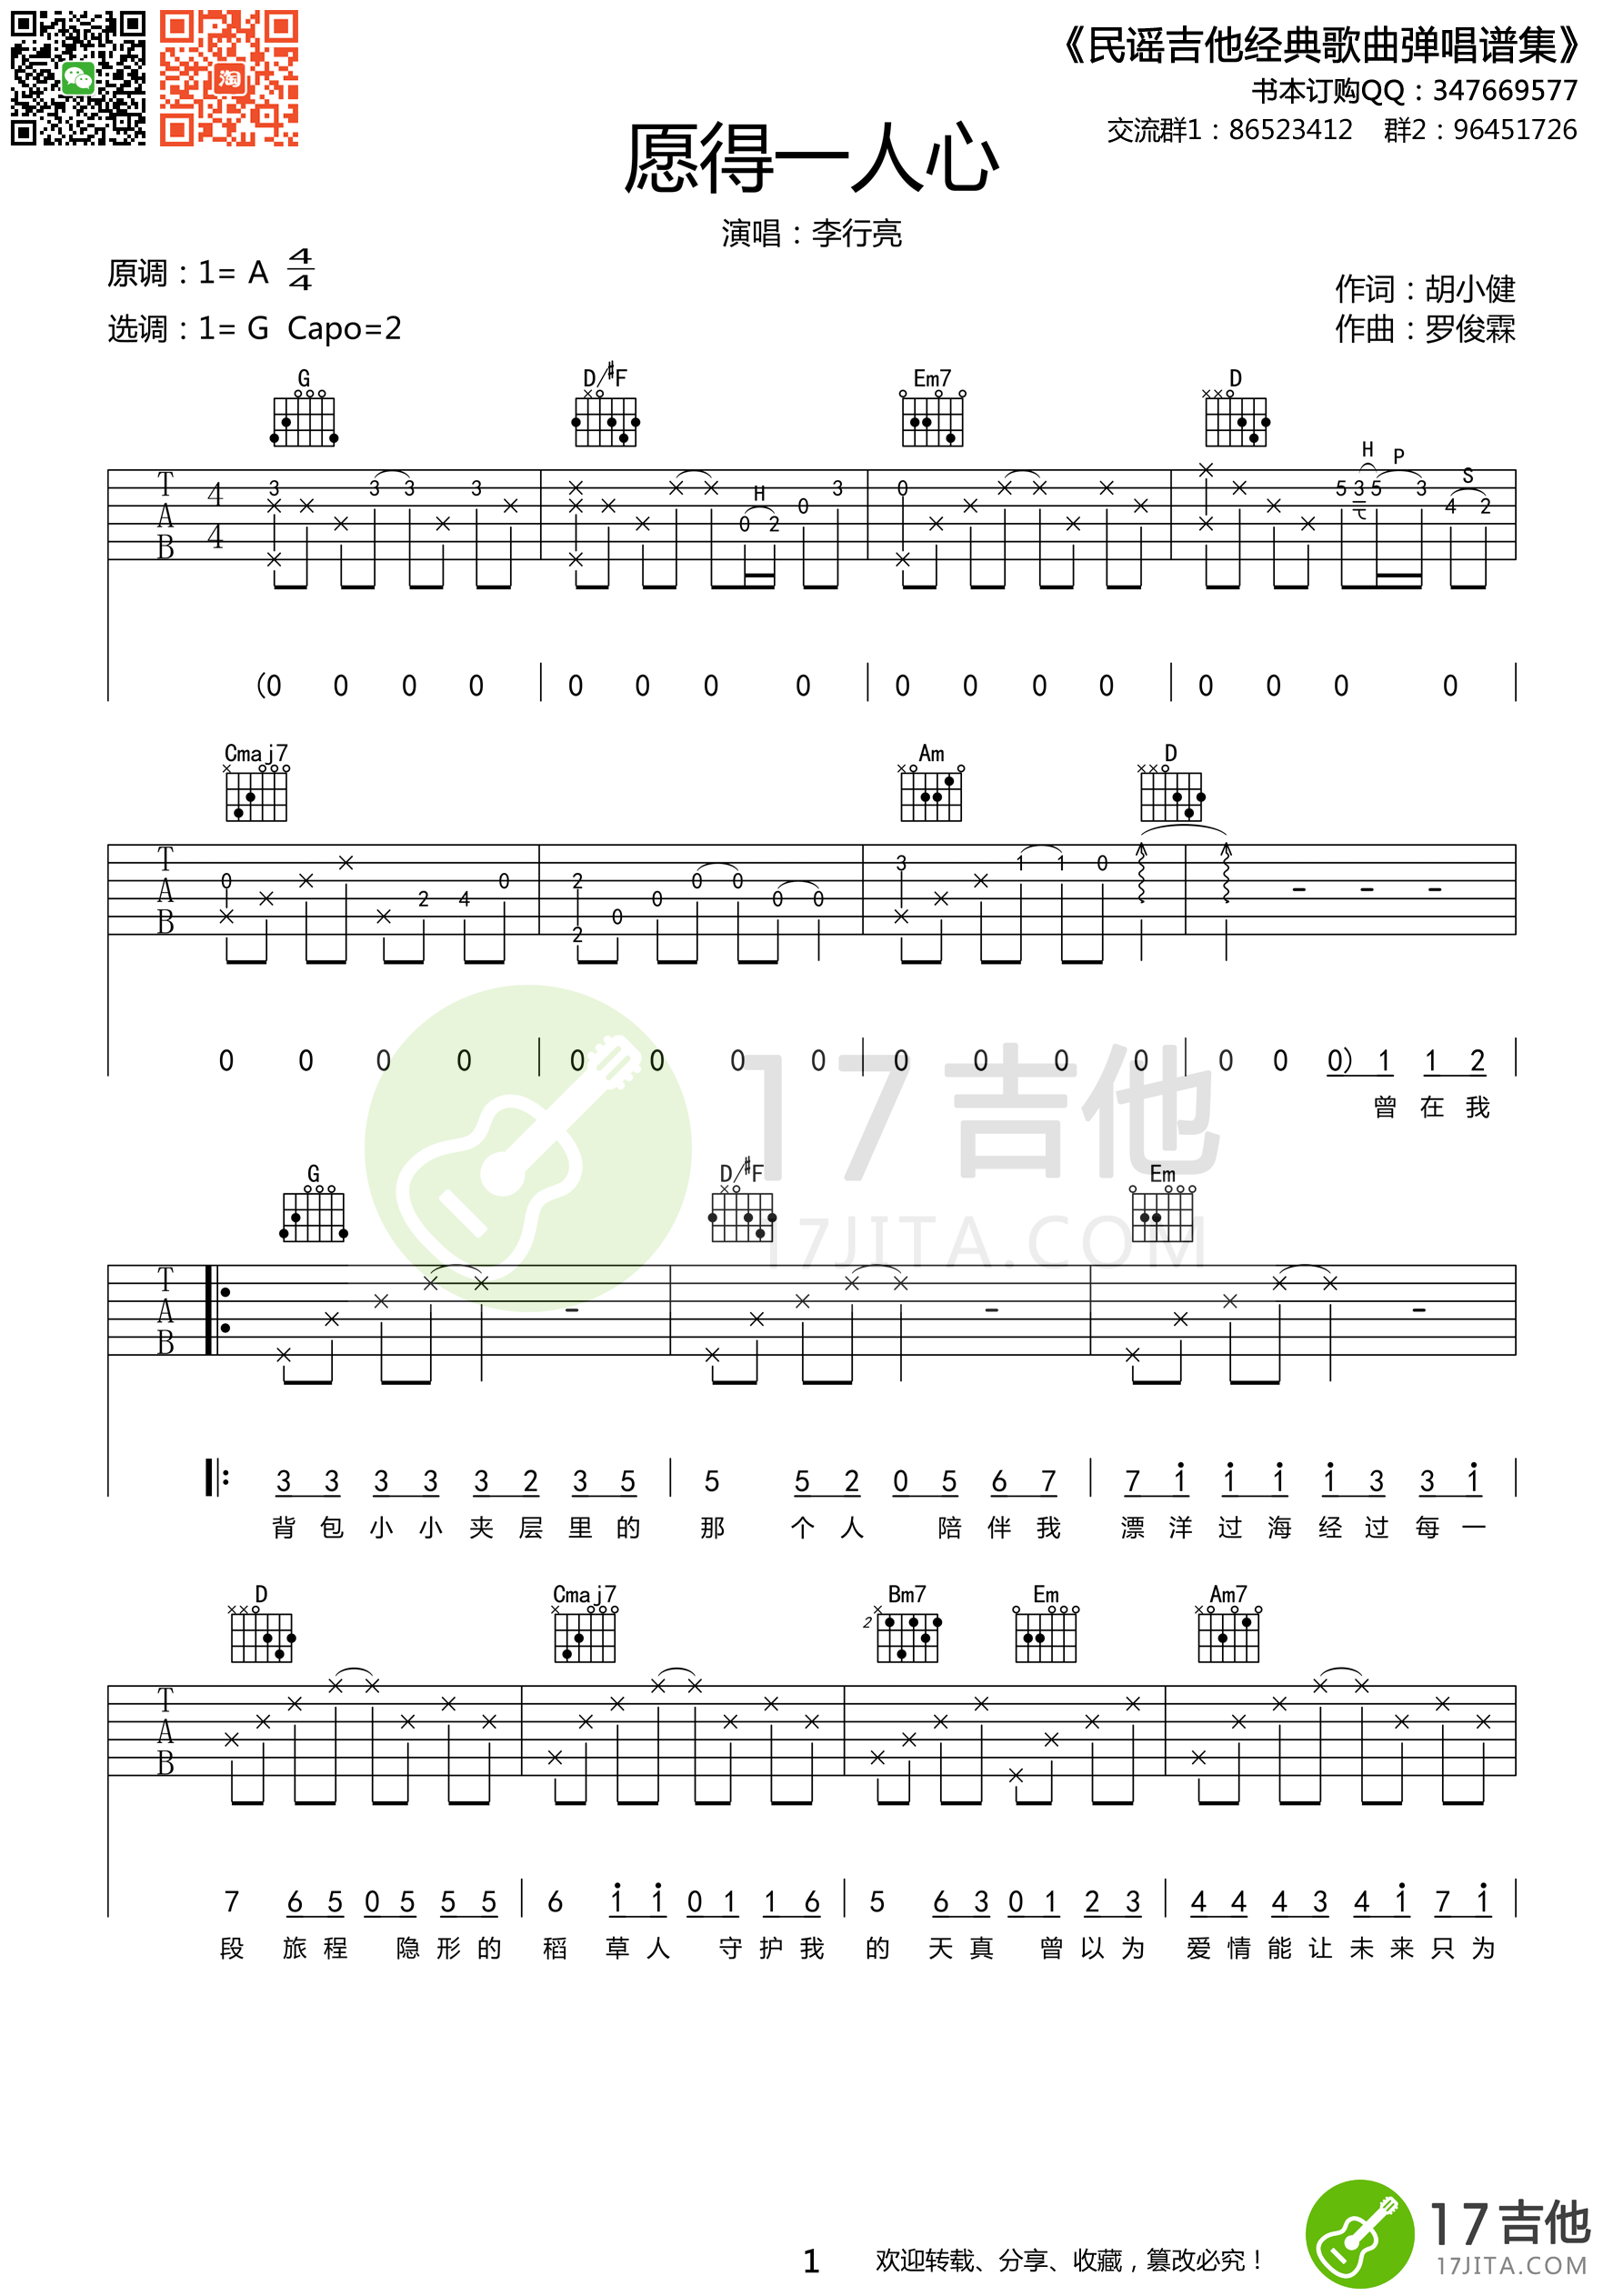 《民谣吉他经典歌曲弹唱谱集》
书本订购QQ：347669577
交流群1：86523412 群2：96451726
愿得一人心
演唱：李行亮
原调：1= A 4/4
选调：1= G Capo=2
作词：胡小健
作曲：罗俊霖
G D/#F Em7 D
H H P S
T A B 4 4 3 3 3 3 0 2 0 3 0 5 3 5 3 4 2
(0 0 0 0 | 0 0 0 0 | 0 0 0 0 | 0 0 0 0
Cmaj7 Am D
T A B 0 2 4 0 2 2 0 0 0 0 0 0 3 1 1 0 - - -
0 0 0 0 | 0 0 0 0 | 0 0 0 0 | 0 0 0) 1 1 2 |
曾 在 我
17吉他
17JITA.COM
G D/#F Em
T A B - - -
3 3 3 3 3 2 3 5 | 5 5 2 0 5 6 7 | 7 1 1 1 1 3 3 1 |
背 包 小 小 夹 层 里 的 那 个 人 陪 伴 我 漂 洋 过 海 经 过 每 一
D Cmaj7 Bm7 Em Am7
2
T A B
7 6 5 0 5 5 5 | 6 1 1 0 1 1 6 | 5 6 3 0 1 2 3 | 4 4 4 3 4 1 7 1 |
段 旅 程 隐 形 的 稻 草 人 守 护 我 的 天 真 曾 以 为 爱 情 能 让 未 来 只 为
1 欢迎转载、分享、收藏，篡改必究！
17吉他
17JITA.COM